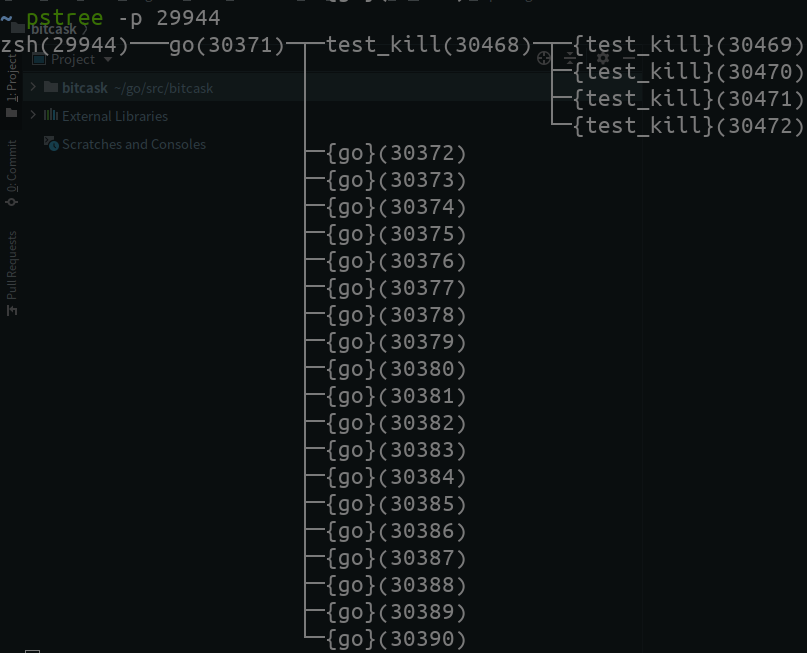 ~ pstree -p 29944
bitcask
zsh(29944)───go(30371)─┬─test_kill(30468)─┬─{test_kill}(30469)
Project
├─{test_kill}(30470)
bitcask ~/go/src/bitcask
├─{test_kill}(30471)
External Libraries
└─{test_kill}(30472)
Scratches and Consoles
├─{go}(30372)
├─{go}(30373)
├─{go}(30374)
├─{go}(30375)
├─{go}(30376)
├─{go}(30377)
├─{go}(30378)
├─{go}(30379)
├─{go}(30380)
├─{go}(30381)
├─{go}(30382)
├─{go}(30383)
├─{go}(30384)
├─{go}(30385)
├─{go}(30386)
├─{go}(30387)
├─{go}(30388)
├─{go}(30389)
└─{go}(30390)
1: Project
0: Commit
Pull Requests